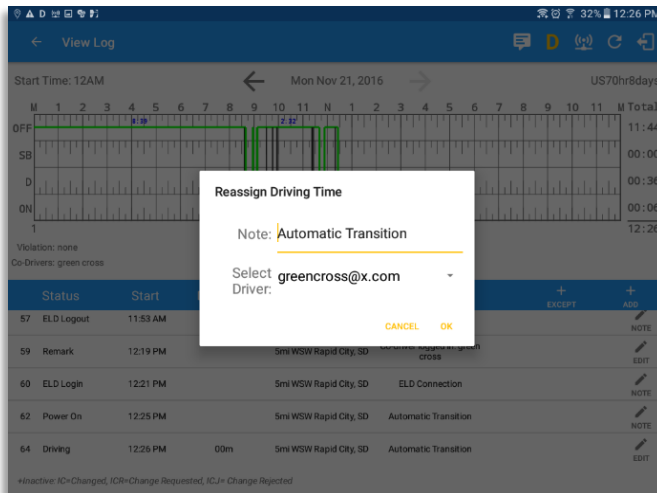 32% 12:26 PM
View Log
D
Start Time: 12AM
Mon Nov 21, 2016
US70hr8days
M 1 2 3 4 5 6 7 8 9 10 11 N 1 2 3 4 5 6 7 8 9 10 11 M Total
OFF 11:44
SB 00:00
D 00:36
ON 00:06
1 12:26
Reassign Driving Time
Note: Automatic Transition
Select Driver: greencross@x.com
CANCEL OK
Violation: none
Co-Drivers: green cross
Status Start
EXCEPT ADD
57 ELD Logout 11:53 AM NOTE
59 Remark 12:19 PM 5mi WSW Rapid City, SD Co-driver logged in: green cross EDIT
60 ELD Login 12:21 PM 5mi WSW Rapid City, SD ELD Connection NOTE
62 Power On 12:25 PM 5mi WSW Rapid City, SD Automatic Transition NOTE
64 Driving 12:26 PM 00m 5mi WSW Rapid City, SD Automatic Transition EDIT
+Inactive: IC=Changed, ICR=Change Requested, ICJ= Change Rejected